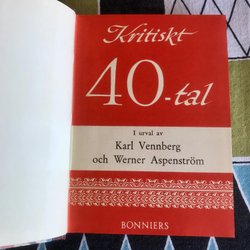 Kritiskt
40-tal
I urval av
Karl Vennberg
och Werner Aspenström
BONNIERS